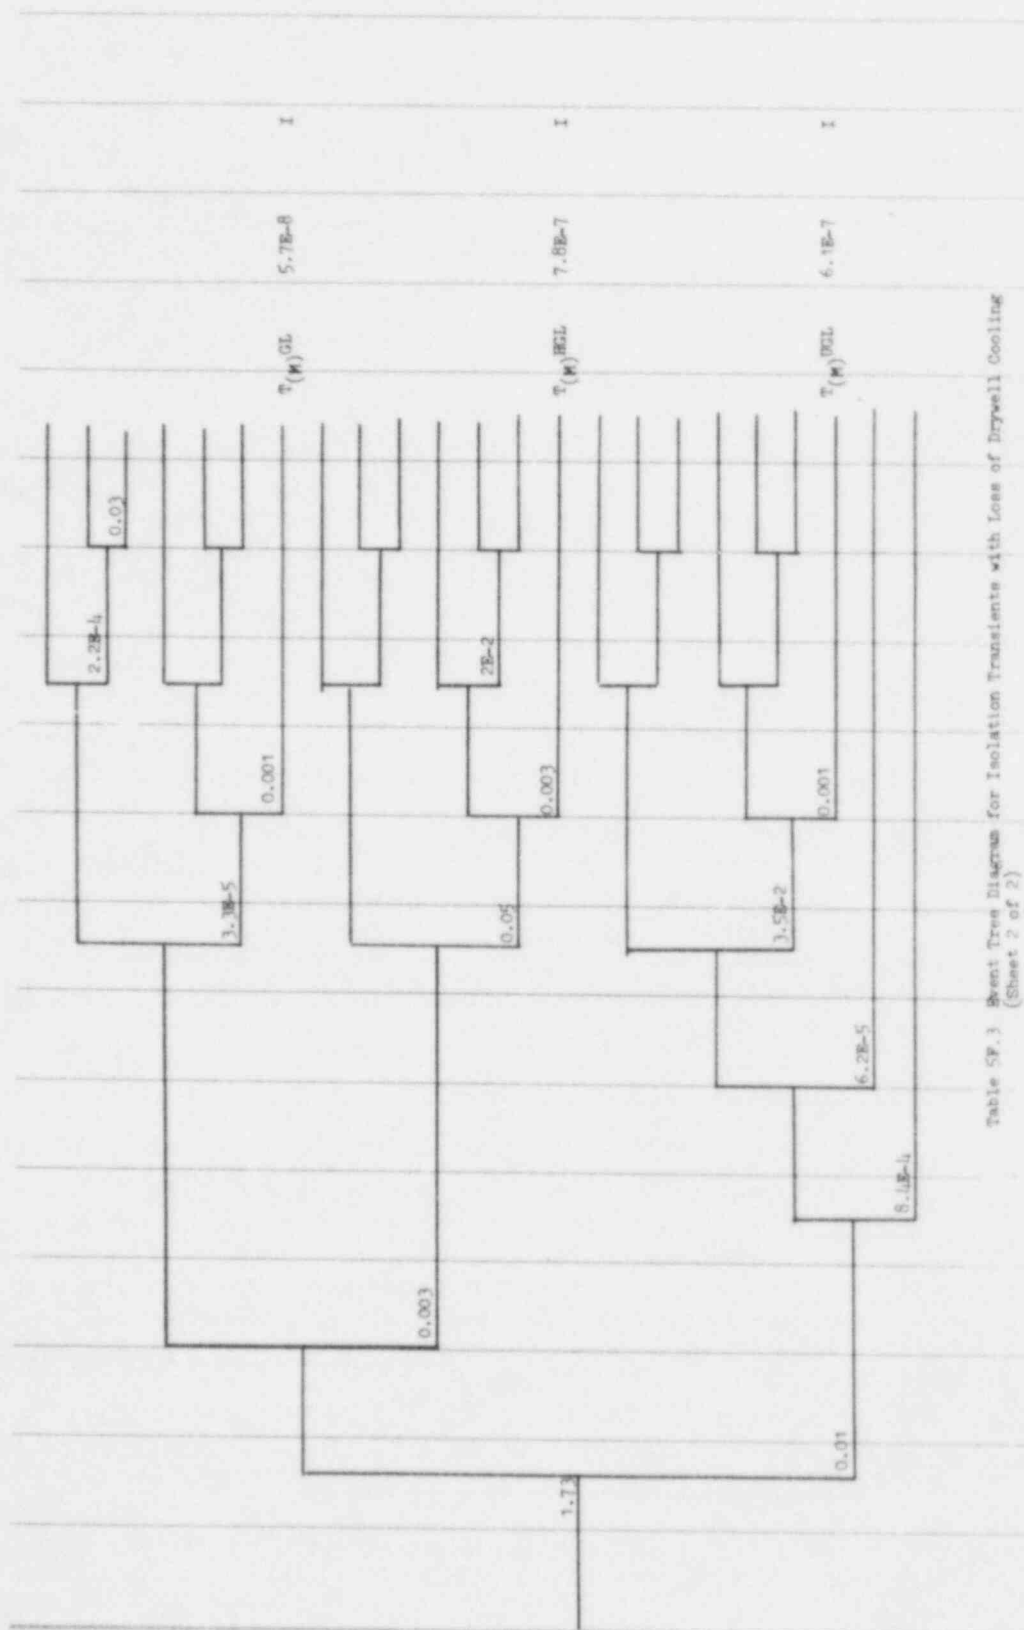 0.03
2.2E-4
0.001
3.3E-5
T(M)GL 5.7E-8 I
2E-2
0.003
0.05
T(M)HGL 7.8E-7 I
0.003
1.73
0.001
3.5E-2
T(M)UGL 6.1E-7 I
6.2E-5
8.4E-4
0.01
Table 5F.3 Event Tree Diagram for Isolation Transients with Loss of Drywell Cooling
(Sheet 2 of 2)